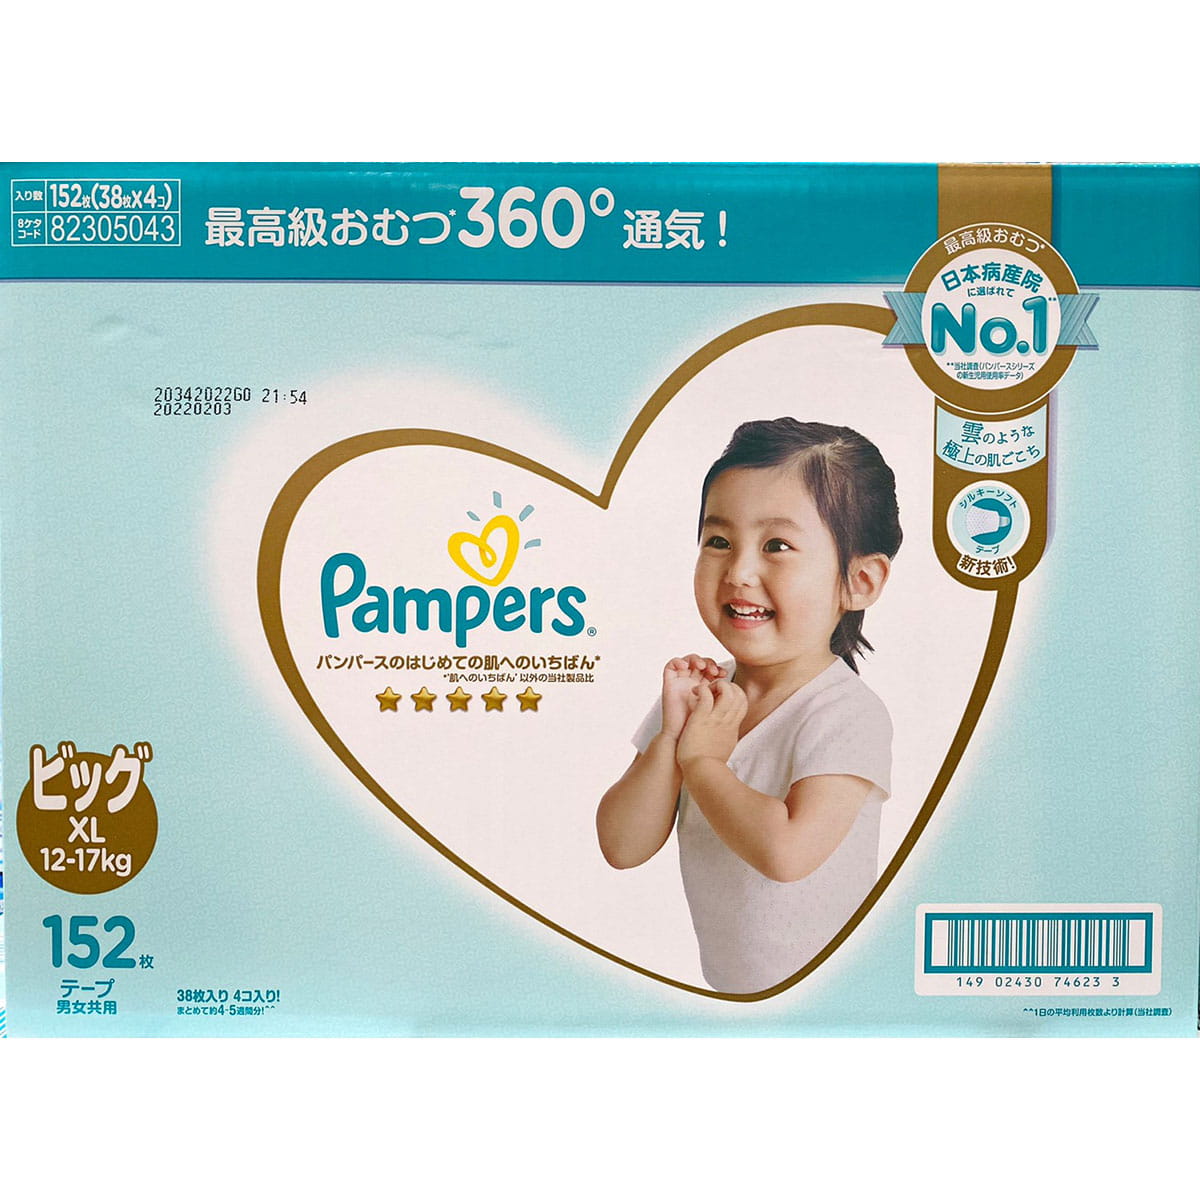 入り数 152枚(38枚×4コ)
8ケタコード 82305043
最高級おむつ*360°通気!
最高級おむつ*
日本病産院
に選ばれて
No.1**
**当社調査(パンパースシリーズ
の新生児用使用率データ)
雲のような
極上の肌ごこち
シルキーソフト
テープ
新技術!
20342022G0 21:54
20220203
Pampers®
パンパースのはじめての肌へのいちばん*
*"肌へのいちばん"以外の当社製品比
ビッグ
XL
12-17kg
152枚
テープ
男女共用
38枚入り 4コ入り!
まとめて約4-5週間分!^^
149 02430 74623 3
^^1日の平均利用枚数より計算(当社調査)